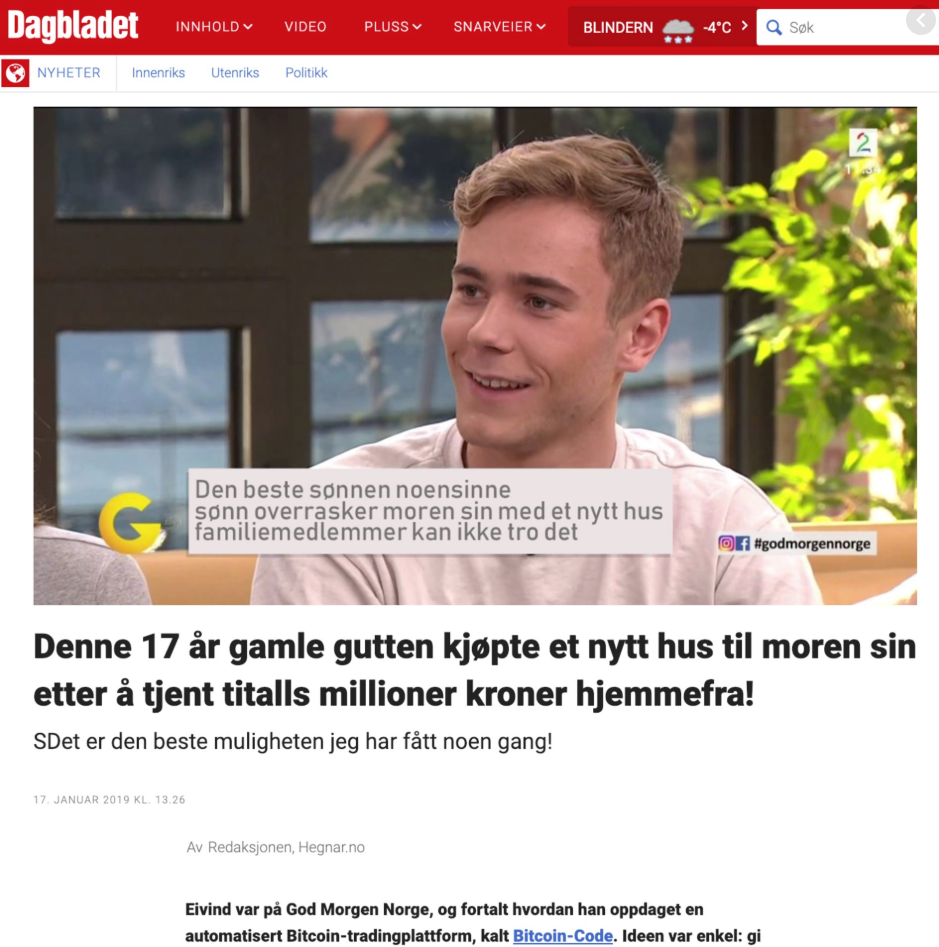 Dagbladet
INNHOLD VIDEO PLUSS SNARVEIER BLINDERN -4°C Søk
NYHETER Innenriks Utenriks Politikk
2
Den beste sønnen noensinne
sønn overrasker moren sin med et nytt hus
familiemedlemmer kan ikke tro det
G
#godmorgennorge
Denne 17 år gamle gutten kjøpte et nytt hus til moren sin
etter å tjent titalls millioner kroner hjemmefra!
SDet er den beste muligheten jeg har fått noen gang!
17. JANUAR 2019 KL. 13.26
Av Redaksjonen, Hegnar.no
Eivind var på God Morgen Norge, og fortalt hvordan han oppdaget en
automatisert Bitcoin-tradingplattform, kalt Bitcoin-Code. Ideen var enkel: gi